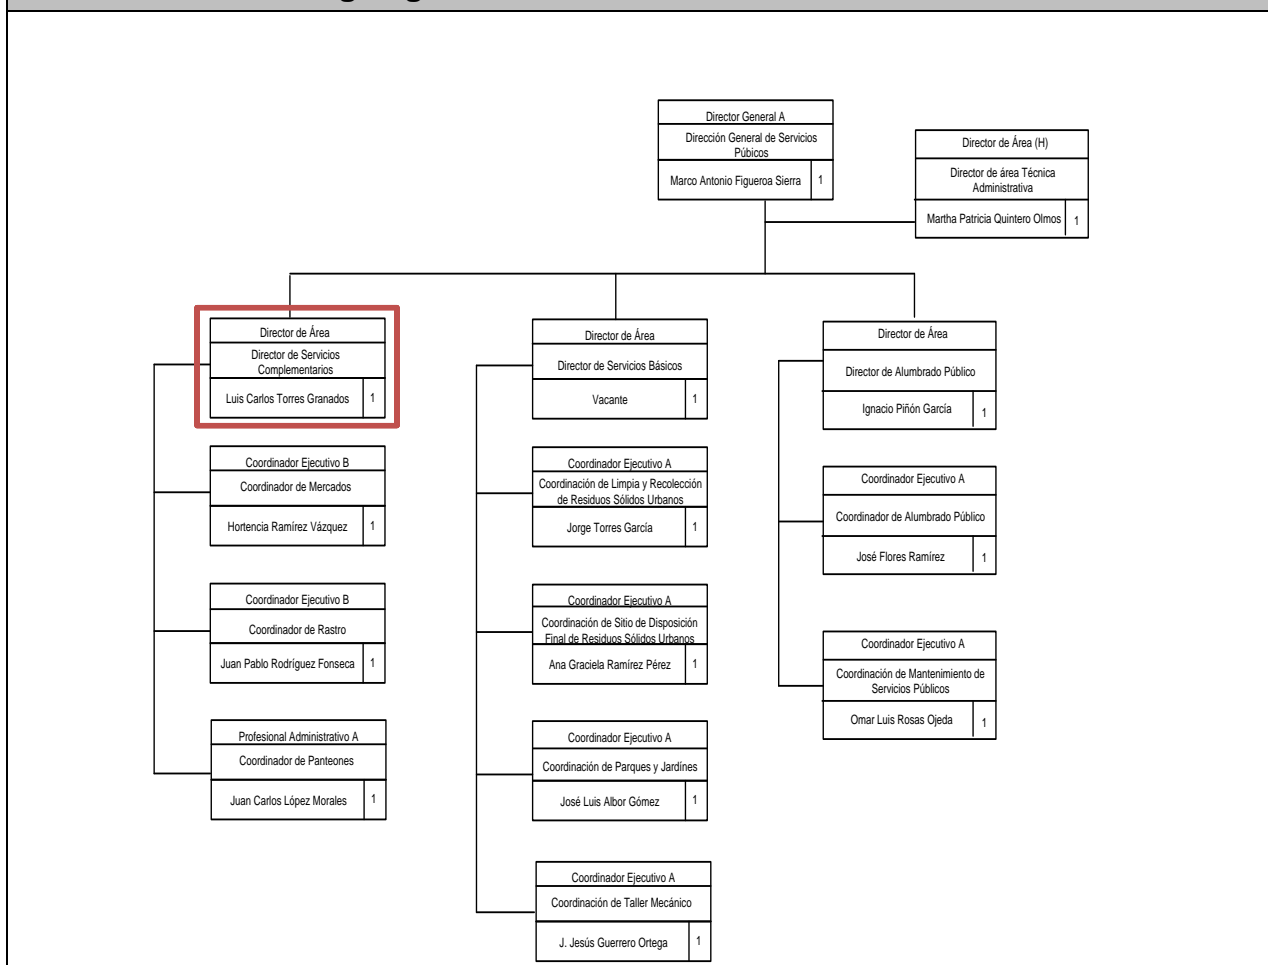 Director General A
Dirección General de Servicios
Púbicos
Marco Antonio Figueroa Sierra 1
Director de Área (H)
Director de área Técnica
Administrativa
Martha Patricia Quintero Olmos 1
Director de Área
Director de Servicios
Complementarios
Luis Carlos Torres Granados 1
Coordinador Ejecutivo B
Coordinador de Mercados
Hortencia Ramírez Vázquez 1
Coordinador Ejecutivo B
Coordinador de Rastro
Juan Pablo Rodríguez Fonseca 1
Profesional Administrativo A
Coordinador de Panteones
Juan Carlos López Morales 1
Director de Área
Director de Servicios Básicos
Vacante 1
Coordinador Ejecutivo A
Coordinación de Limpia y Recolección
de Residuos Sólidos Urbanos
Jorge Torres García 1
Coordinador Ejecutivo A
Coordinación de Sitio de Disposición
Final de Residuos Sólidos Urbanos
Ana Graciela Ramírez Pérez 1
Coordinador Ejecutivo A
Coordinación de Parques y Jardínes
José Luis Albor Gómez 1
Coordinador Ejecutivo A
Coordinación de Taller Mecánico
J. Jesús Guerrero Ortega 1
Director de Área
Director de Alumbrado Público
Ignacio Piñón García 1
Coordinador Ejecutivo A
Coordinador de Alumbrado Público
José Flores Ramírez 1
Coordinador Ejecutivo A
Coordinación de Mantenimiento de
Servicios Públicos
Omar Luis Rosas Ojeda 1